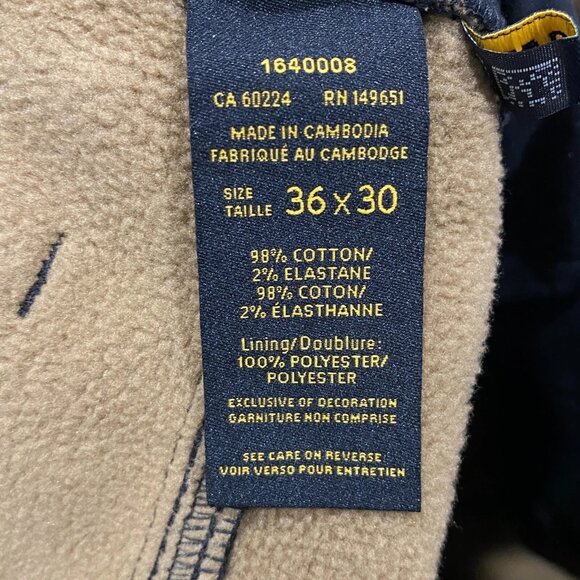 1640008
CA 60224 RN 149651
MADE IN CAMBODIA
FABRIQUÉ AU CAMBODGE
SIZE
TAILLE 36 x 30
98% COTTON/
2% ELASTANE
98% COTON/
2% ÉLASTHANNE
Lining/Doublure:
100% POLYESTER/
POLYESTER
EXCLUSIVE OF DECORATION
GARNITURE NON COMPRISE
SEE CARE ON REVERSE
VOIR VERSO POUR ENTRETIEN